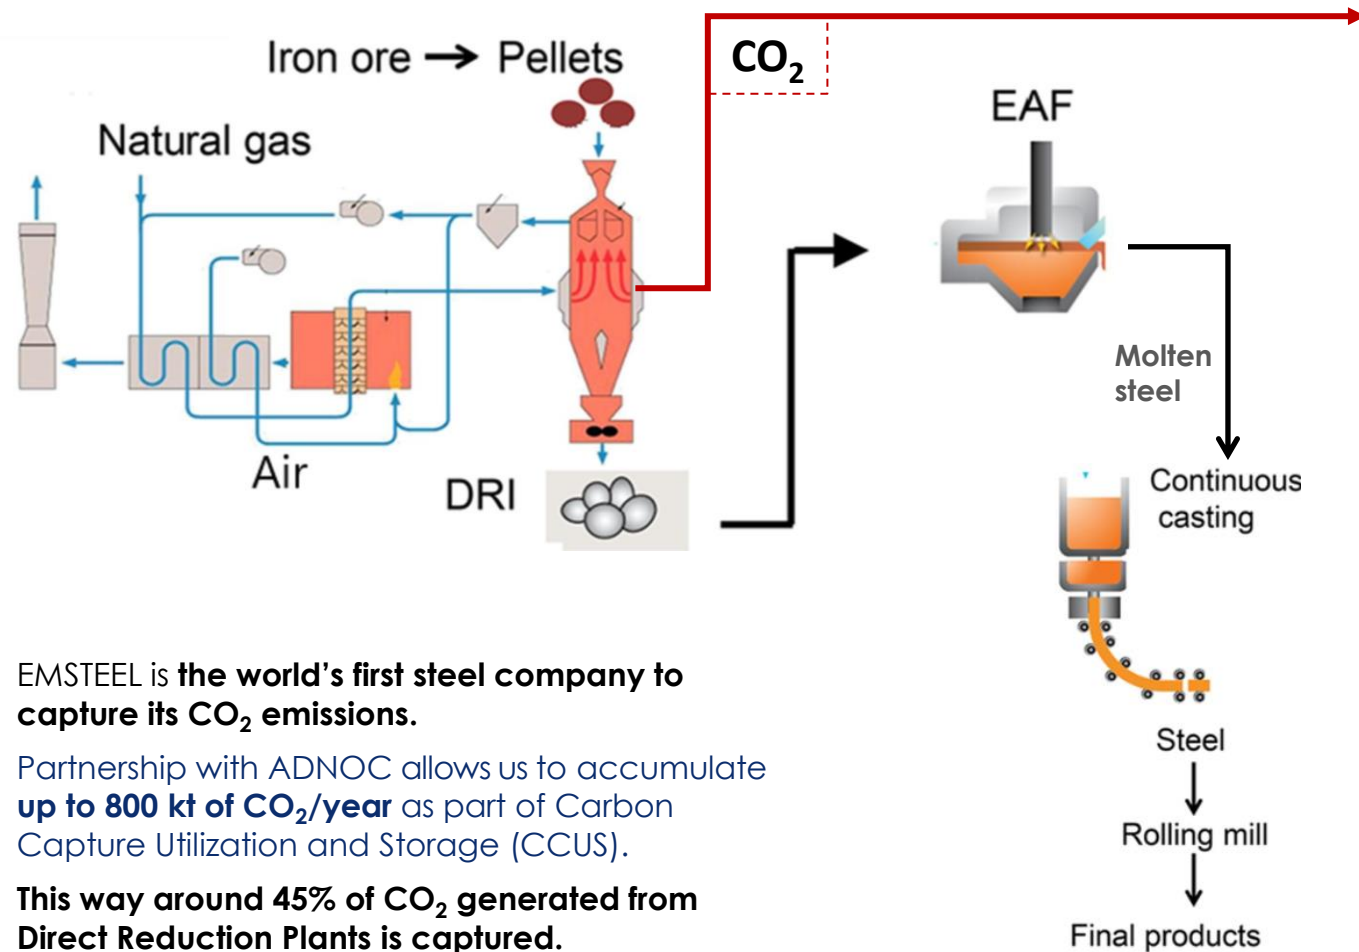 Iron ore → Pellets
CO₂
Natural gas
EAF
Air
DRI
Molten
steel
Continuous
casting
Steel
Rolling mill
Final products
EMSTEEL is the world's first steel company to
capture its CO₂ emissions.
Partnership with ADNOC allows us to accumulate
up to 800 kt of CO₂/year as part of Carbon
Capture Utilization and Storage (CCUS).
This way around 45% of CO₂ generated from
Direct Reduction Plants is captured.